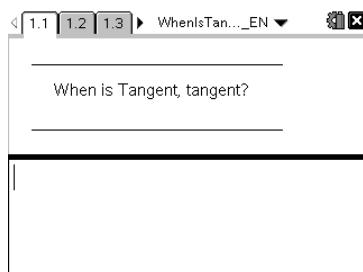 1.1 1.2 1.3 WhenIsTan..._EN
When is Tangent, tangent?